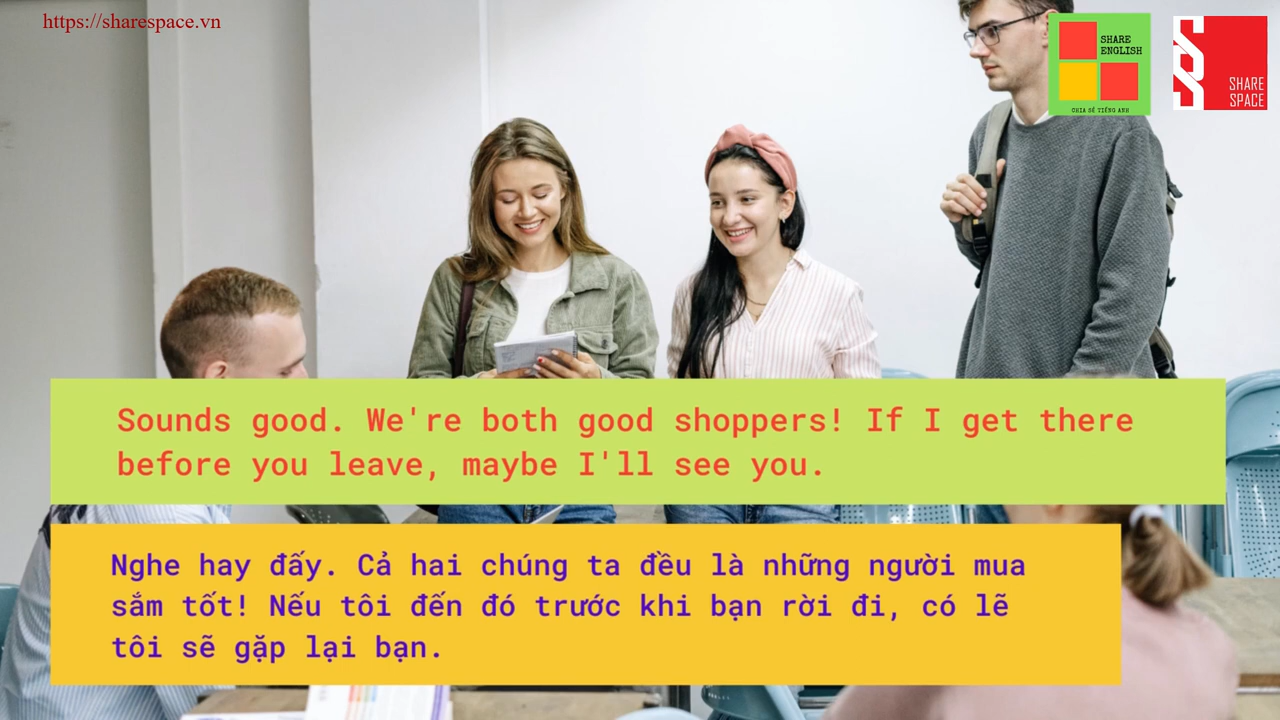 https://sharespace.vn
SHARE
ENGLISH
CHIA SẺ TIẾNG ANH
SHARE
SPACE
Sounds good. We're both good shoppers! If I get there
before you leave, maybe I'll see you.
Nghe hay đấy. Cả hai chúng ta đều là những người mua
sắm tốt! Nếu tôi đến đó trước khi bạn rời đi, có lẽ
tôi sẽ gặp lại bạn.